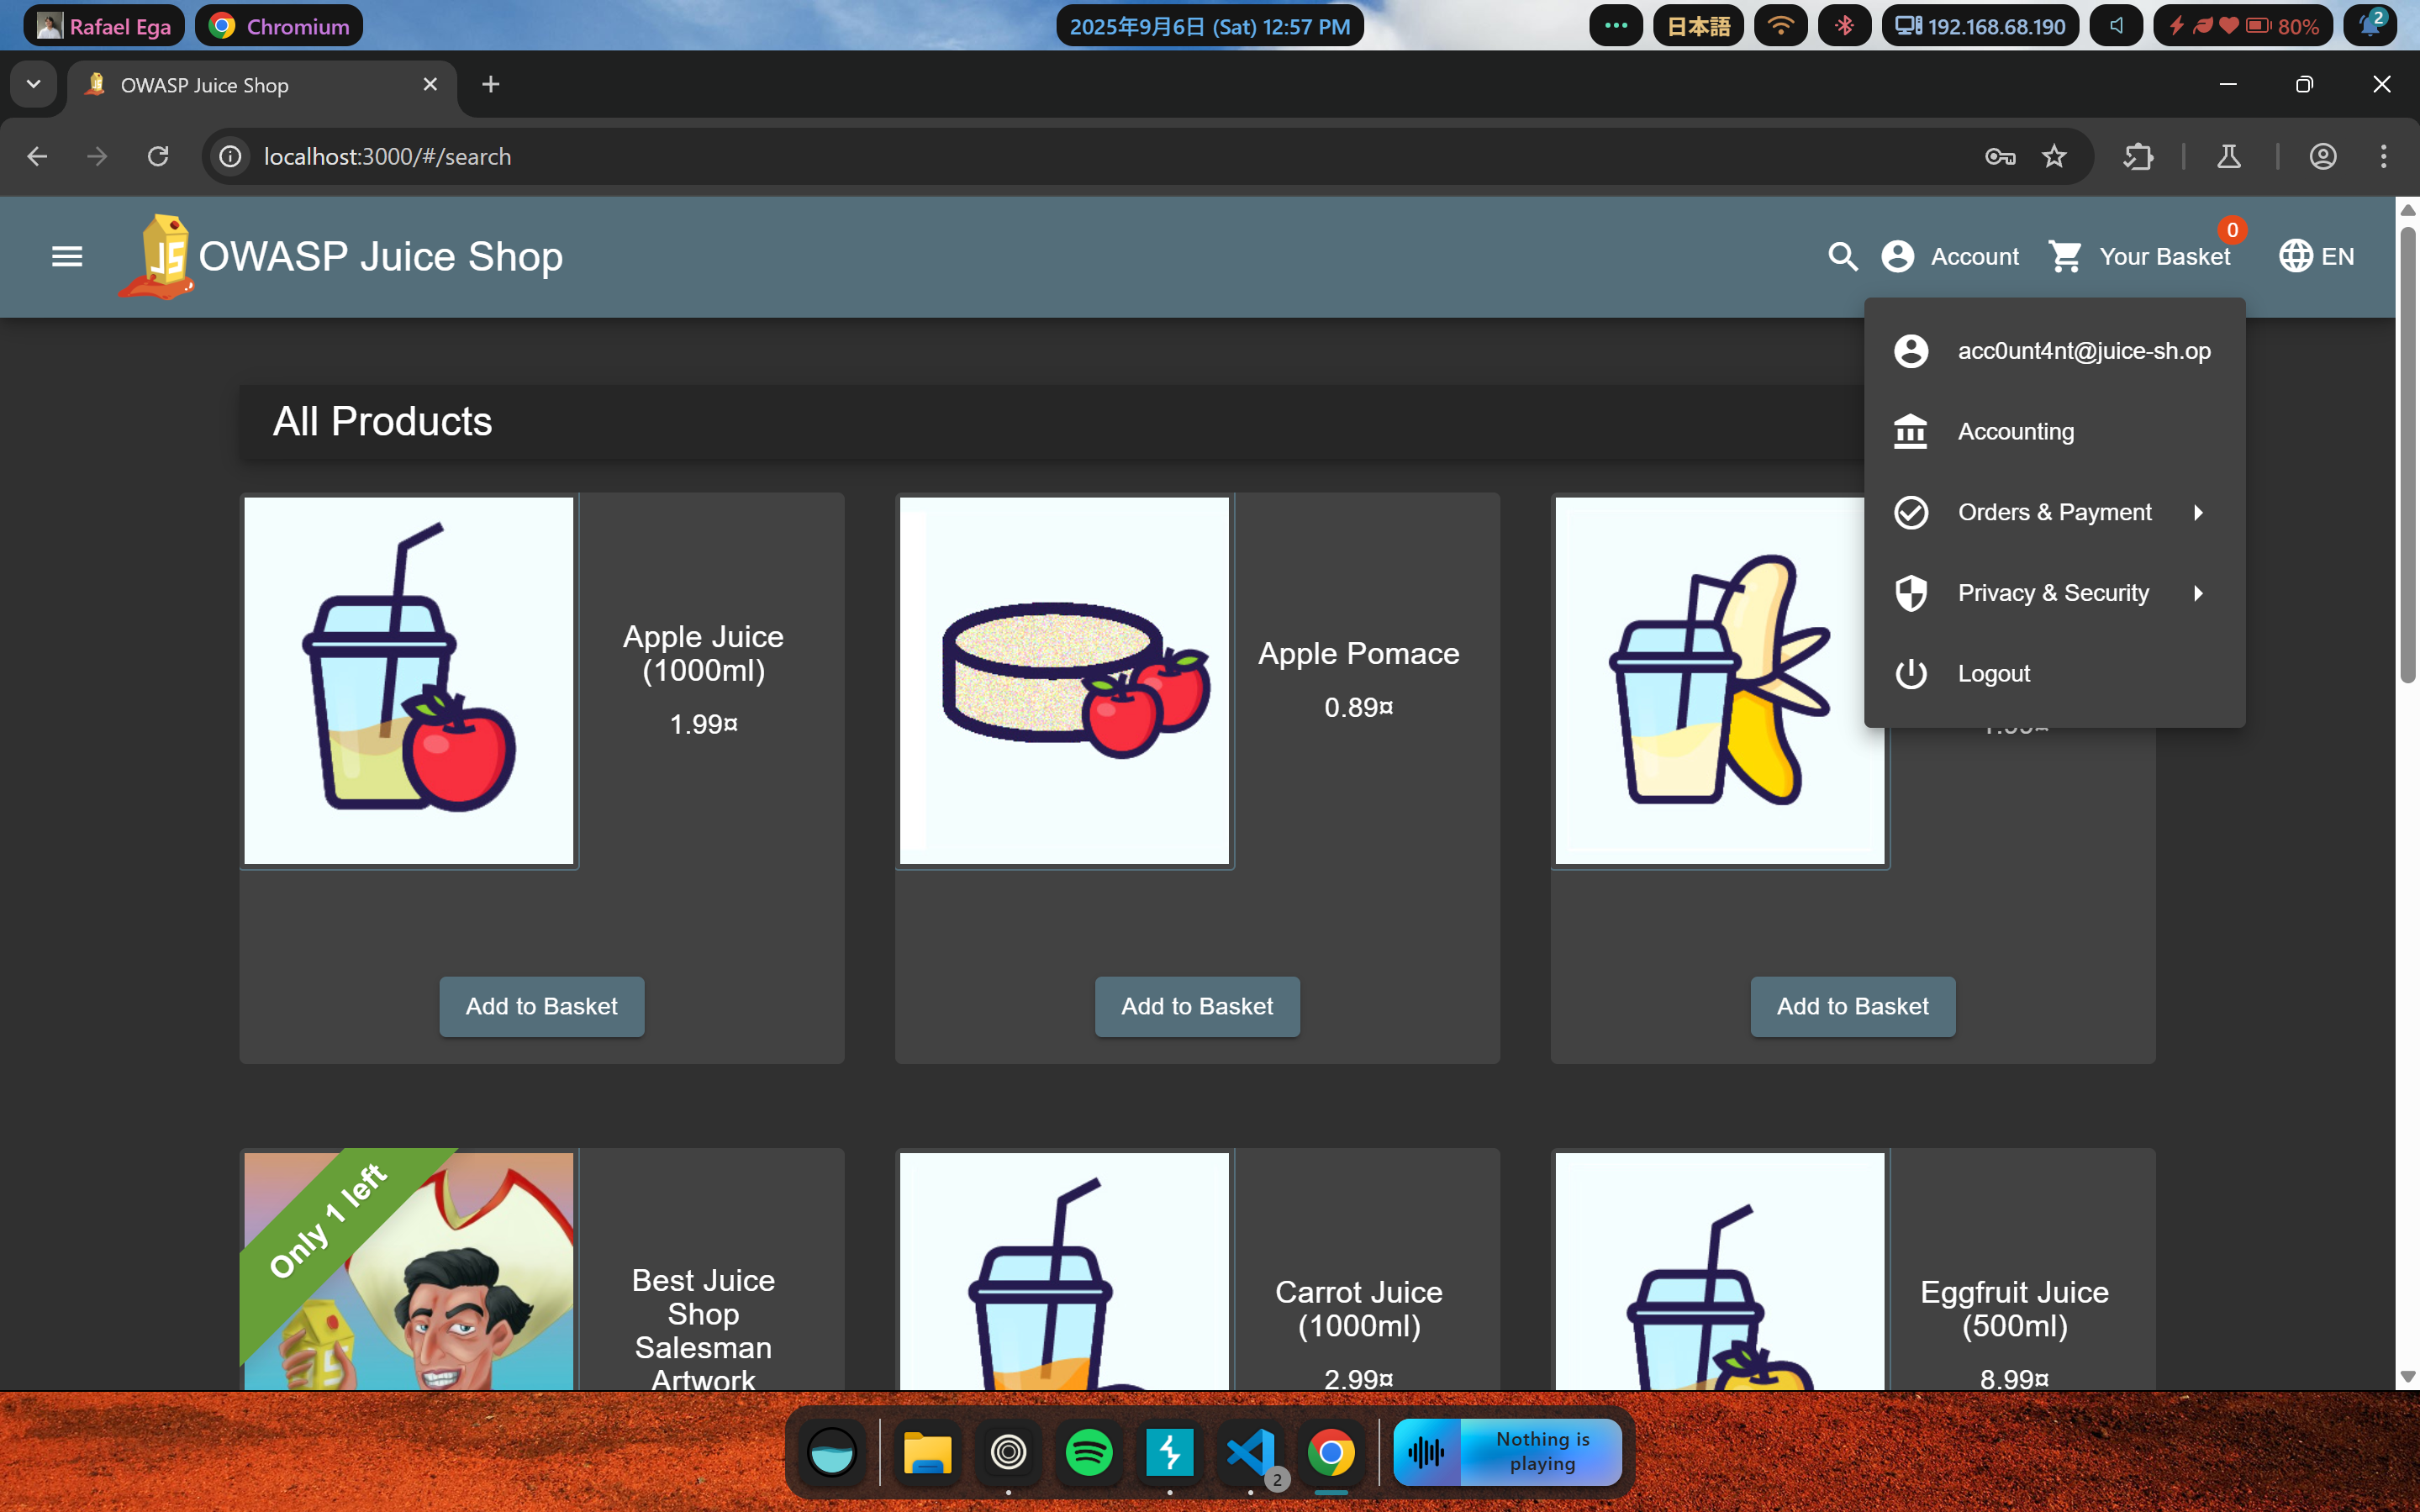 Rafael Ega
Chromium
2025年9月6日 (Sat) 12:57 PM
日本語
192.168.68.190
80%
2
OWASP Juice Shop
localhost:3000/#/search
JS
OWASP Juice Shop
Account
Your Basket
0
EN
acc0unt4nt@juice-sh.op
Accounting
Orders & Payment
Privacy & Security
Logout
All Products
Apple Juice
(1000ml)
1.99¤
Apple Pomace
0.89¤
Add to Basket
Add to Basket
Add to Basket
Only 1 left
Best Juice
Shop
Salesman
Artwork
Carrot Juice
(1000ml)
2.99¤
Eggfruit Juice
(500ml)
8.99¤
2
Nothing is
playing